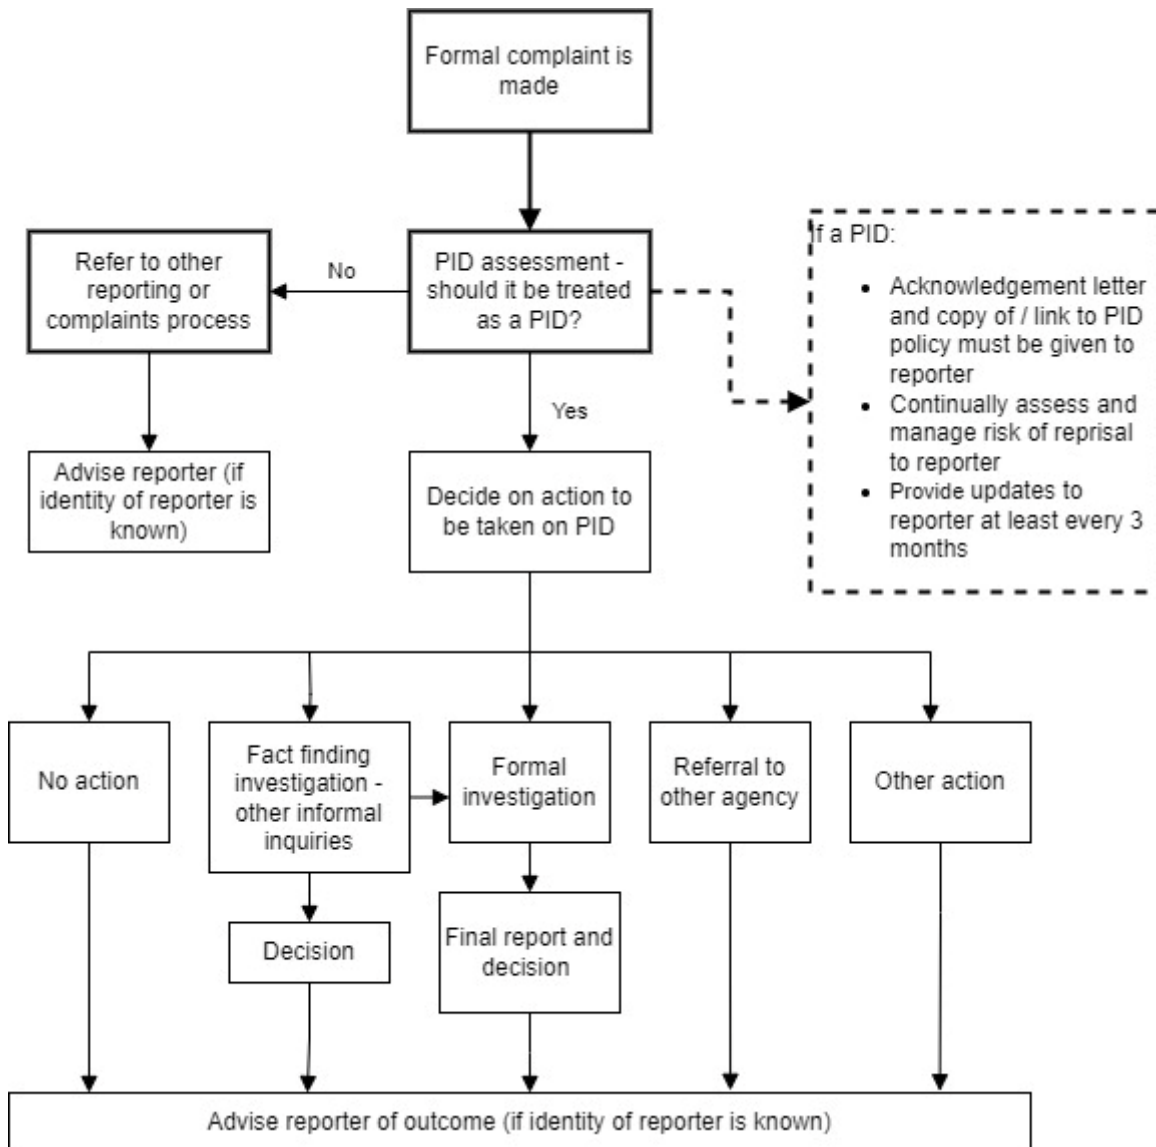 Formal complaint is
made
Refer to other
reporting or
complaints process
No
PID assessment -
should it be treated
as a PID?
If a PID:
• Acknowledgement letter
and copy of / link to PID
policy must be given to
reporter
• Continually assess and
manage risk of reprisal
to reporter
• Provide updates to
reporter at least every 3
months
Yes
Advise reporter (if
identity of reporter is
known)
Decide on action to
be taken on PID
No action
Fact finding
investigation -
other informal
inquiries
Formal
investigation
Referral to
other agency
Other action
Decision
Final report and
decision
Advise reporter of outcome (if identity of reporter is known)